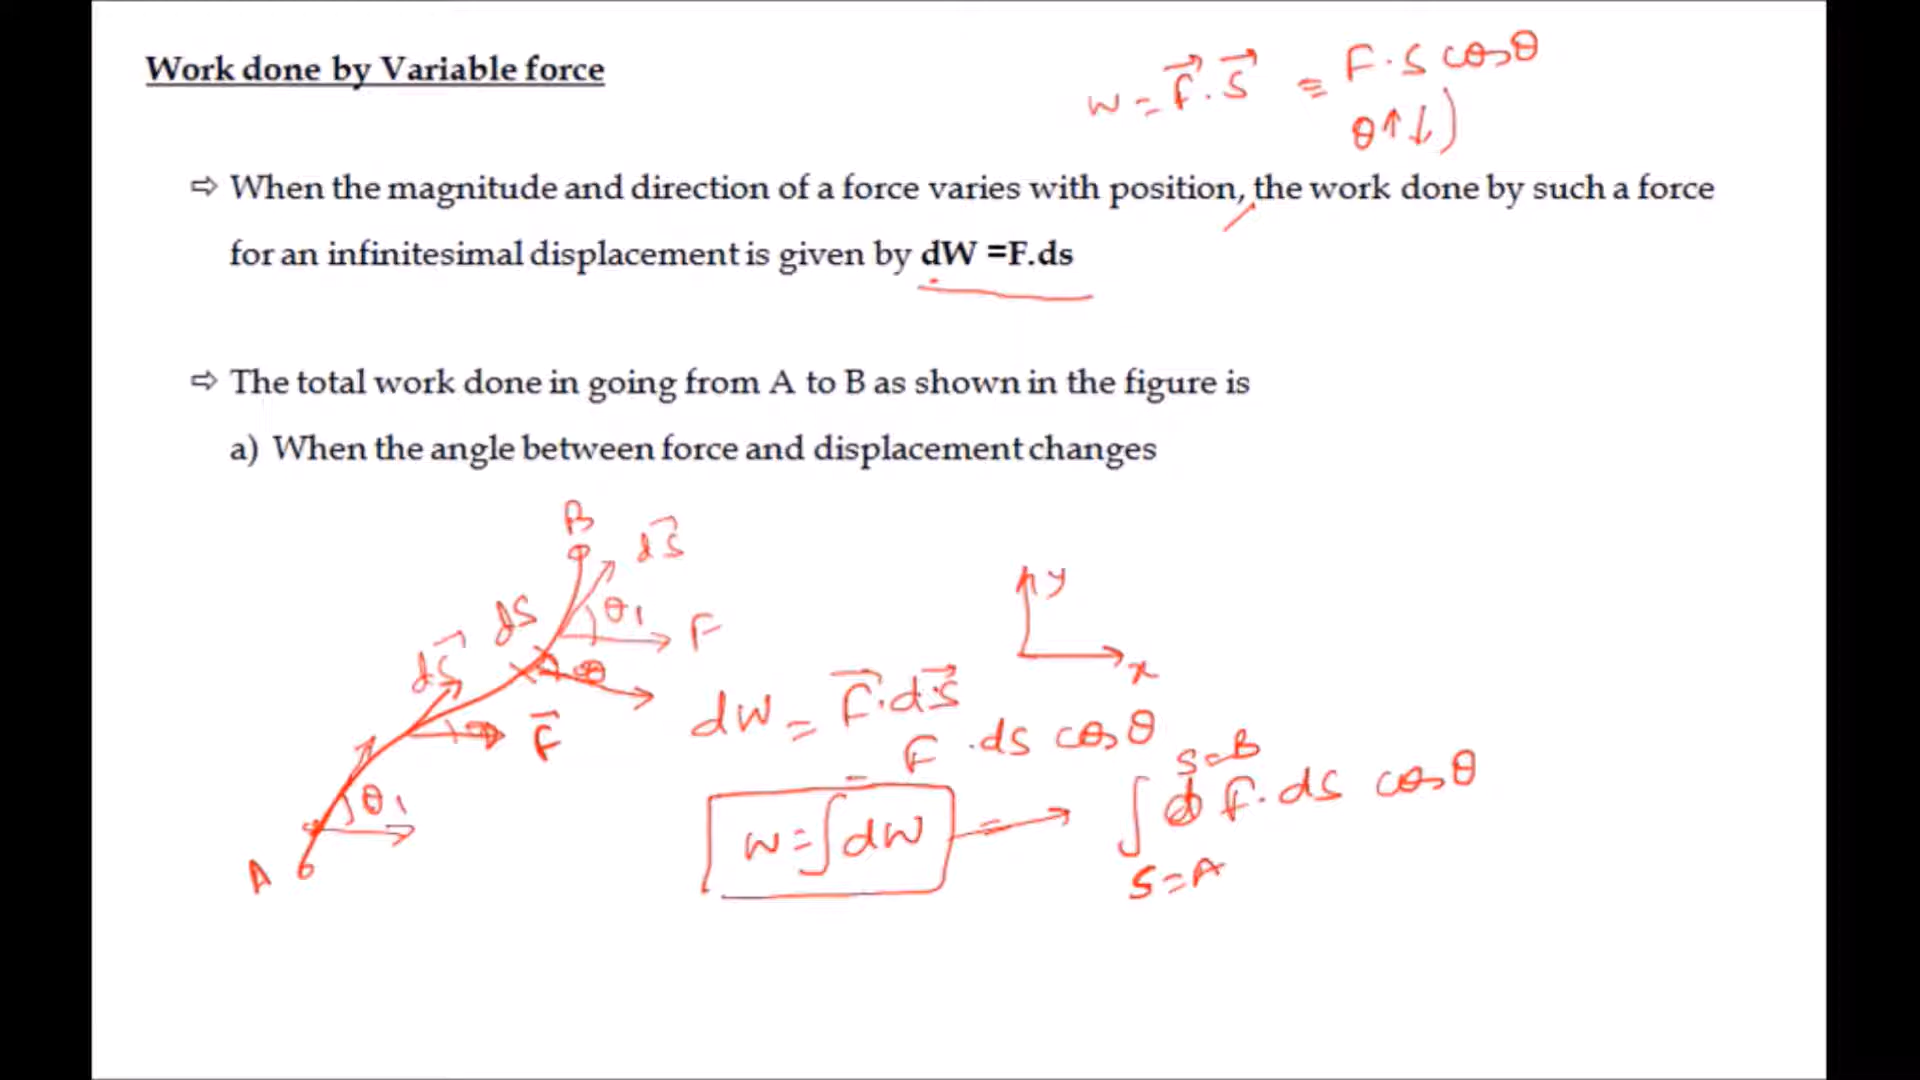 Work done by Variable force
w = F⃗ . S⃗ = F . S cosθ
θ↑↓)
⇨ When the magnitude and direction of a force varies with position, the work done by such a force
for an infinitesimal displacement is given by dW =F.ds
⇨ The total work done in going from A to B as shown in the figure is
a) When the angle between force and displacement changes
B
ds⃗
ds
θ1
F
y
x
ds⃗
F⃗
θ1
A
dW = F⃗ . ds⃗
= F . ds cosθ
w = ∫dW
S=B
∫ F . ds cosθ
S=A